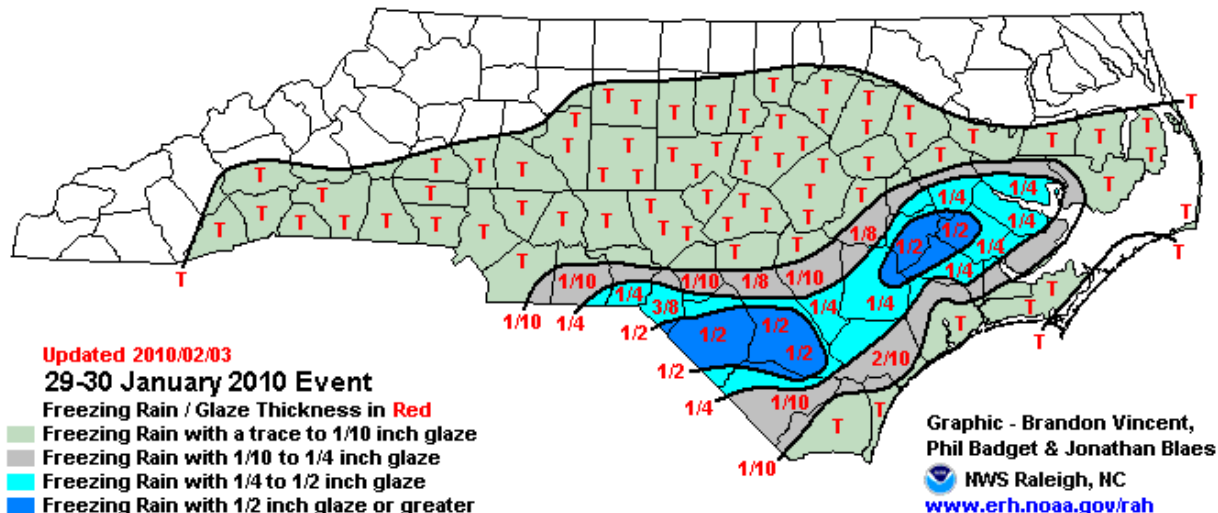 T T T
T T
T T T T T T T
T T T T T T T T
T T T T T T T T T T
T T T T T T T T T T
T T T T T T T T T
T T T T T T T T
T T T T T T T
1/4 1/4
1/4 1/4
1/8 1/2 1/2 1/4
T T T T T
1/4
T 1/10 1/10 1/8 1/10
1/4 3/8 1/4 1/4
1/10 1/4 T T T
1/2 1/2 1/2 T
1/2 2/10
1/2
1/4 1/10 T
T
1/10
Updated 2010/02/03
29-30 January 2010 Event
Freezing Rain / Glaze Thickness in Red
Freezing Rain with a trace to 1/10 inch glaze
Freezing Rain with 1/10 to 1/4 inch glaze
Freezing Rain with 1/4 to 1/2 inch glaze
Freezing Rain with 1/2 inch glaze or greater
Graphic - Brandon Vincent,
Phil Badget & Jonathan Blaes
NWS Raleigh, NC
www.erh.noaa.gov/rah